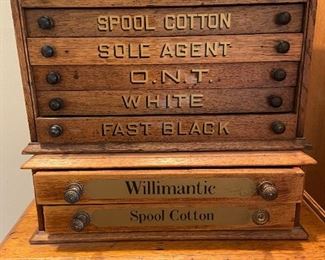 SPOOL COTTON
SOLE AGENT
O.N.T.
WHITE
FAST BLACK
Willimantic
Spool Cotton